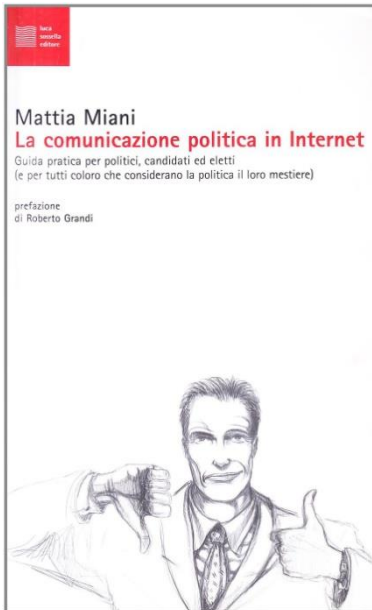 luca
sossella
editore
Mattia Miani
La comunicazione politica in Internet
Guida pratica per politici, candidati ed eletti
(e per tutti coloro che considerano la politica il loro mestiere)
prefazione
di Roberto Grandi